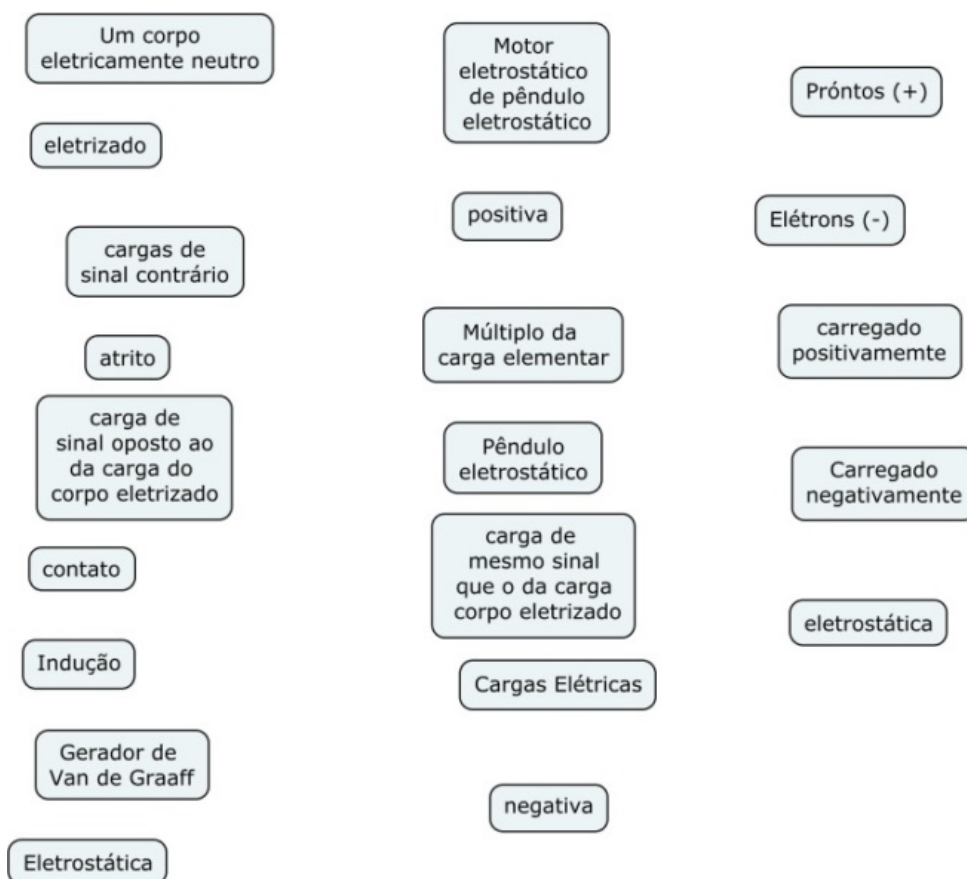 Um corpo
eletricamente neutro
eletrizado
cargas de
sinal contrário
atrito
carga de
sinal oposto ao
da carga do
corpo eletrizado
contato
Indução
Gerador de
Van de Graaff
Eletrostática
Motor
eletrostático
de pêndulo
eletrostático
positiva
Múltiplo da
carga elementar
Pêndulo
eletrostático
carga de
mesmo sinal
que o da carga
corpo eletrizado
Cargas Elétricas
negativa
Próntos (+)
Elétrons (-)
carregado
positivamemte
Carregado
negativamente
eletrostática